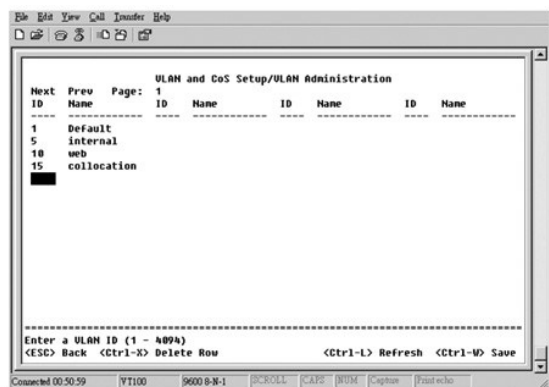 File Edit View Call Transfer Help
VLAN and CoS Setup/VLAN Administration
Next Prev Page: 1
ID Name ID Name ID Name ID Name
1 Default
5 internal
10 web
15 collocation
Enter a VLAN ID (1 - 4094)
<ESC> Back <Ctrl-X> Delete Row <Ctrl-L> Refresh <Ctrl-W> Save
Connected 00:50:59 VT100 9600 8-N-1 SCROLL CAPS NUM Capture Print echo